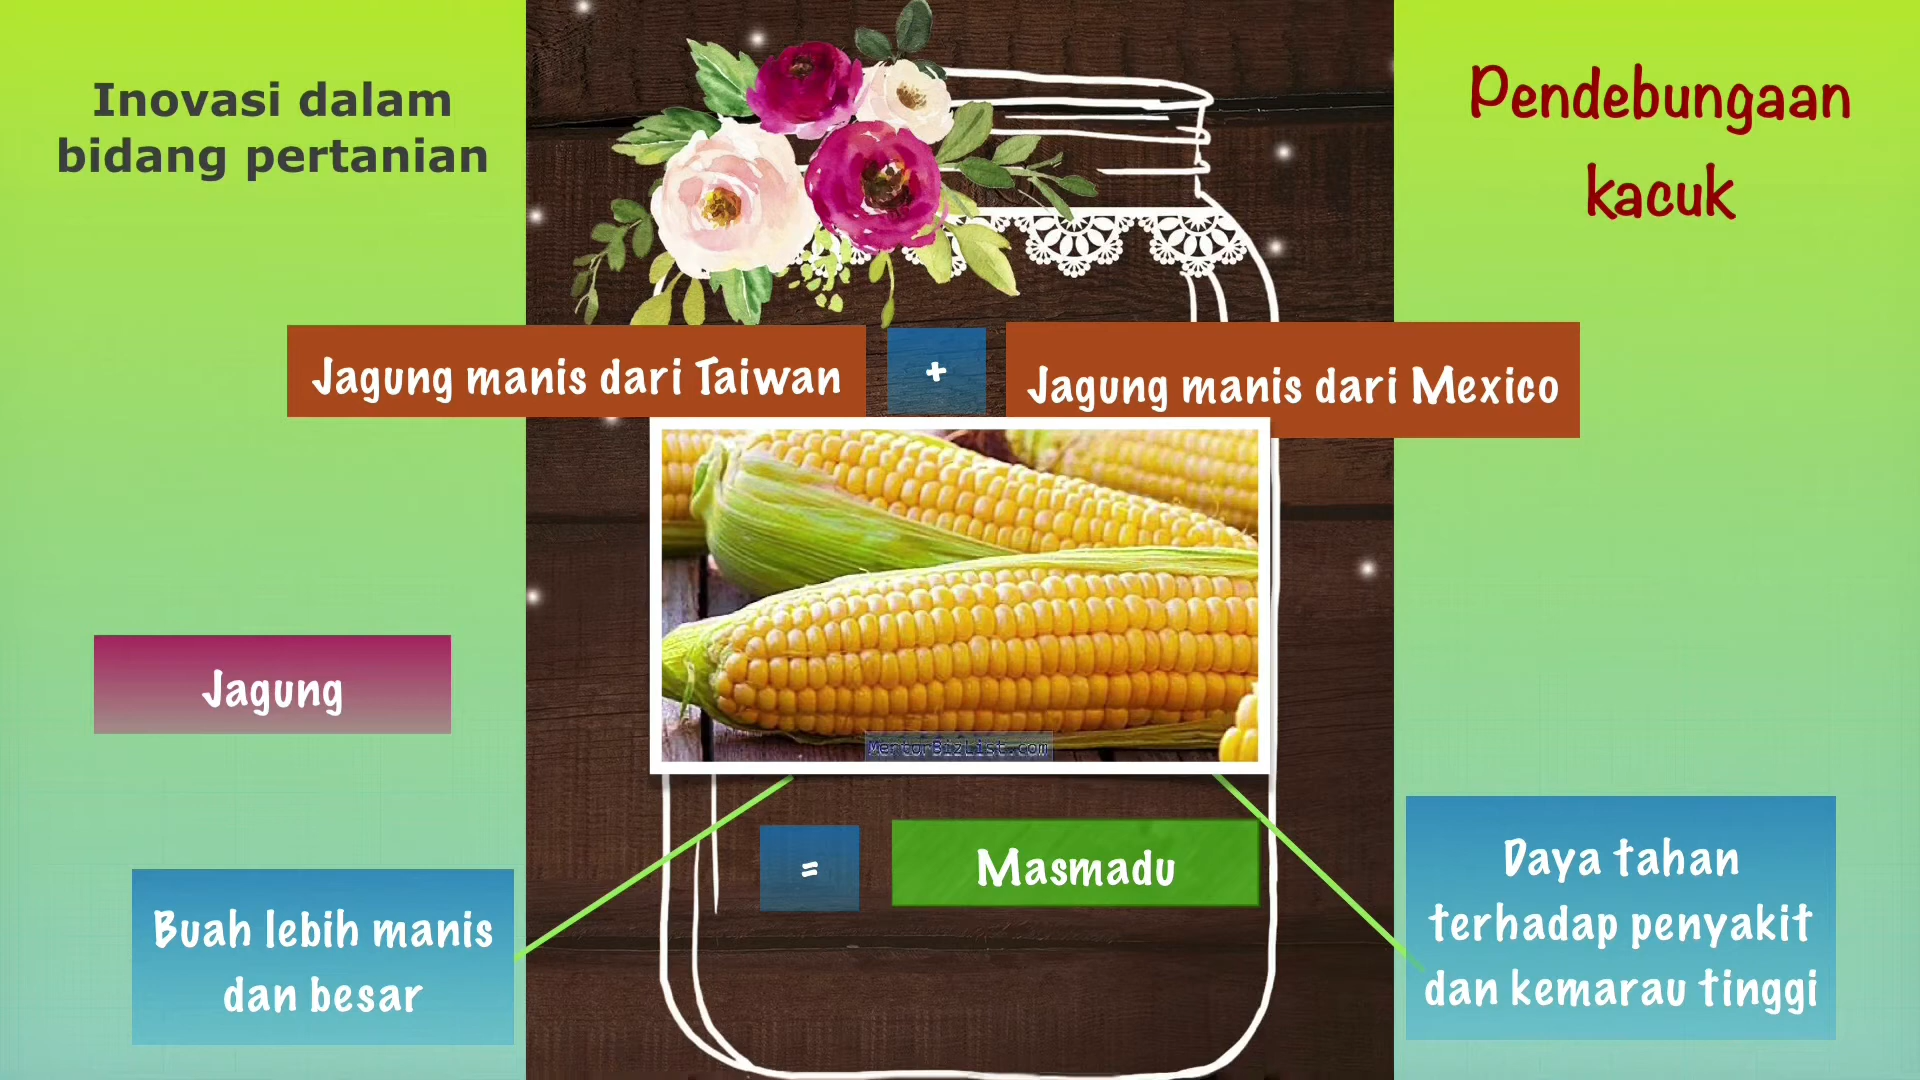 Inovasi dalam
bidang pertanian
Pendebungaan
kacuk
Jagung manis dari Taiwan
+
Jagung manis dari Mexico
MentorBizList.com
Jagung
=
Masmadu
Buah lebih manis
dan besar
Daya tahan
terhadap penyakit
dan kemarau tinggi